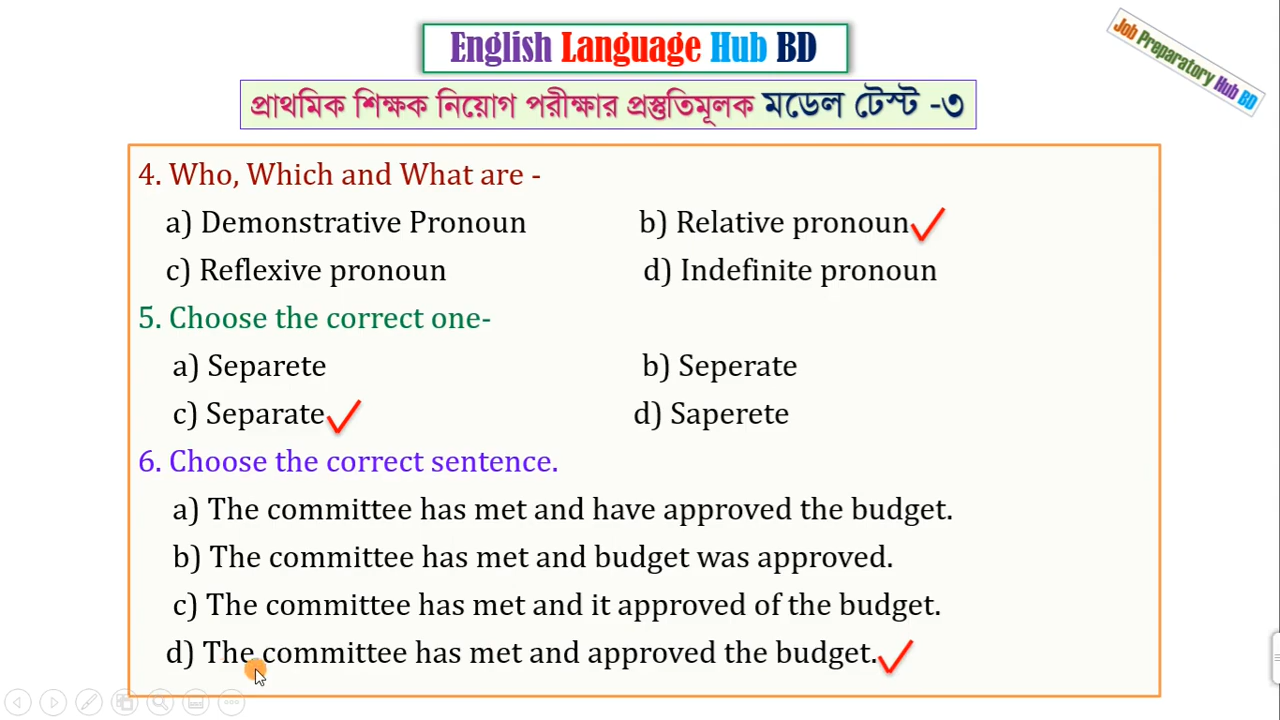 English Language Hub BD
Job Preparatory Hub BD
প্রাথমিক শিক্ষক নিয়োগ পরীক্ষার প্রস্তুতিমূলক মডেল টেস্ট -৩
4. Who, Which and What are -
a) Demonstrative Pronoun b) Relative pronoun
c) Reflexive pronoun d) Indefinite pronoun
5. Choose the correct one-
a) Separete b) Seperate
c) Separate d) Saperete
6. Choose the correct sentence.
a) The committee has met and have approved the budget.
b) The committee has met and budget was approved.
c) The committee has met and it approved of the budget.
d) The committee has met and approved the budget.